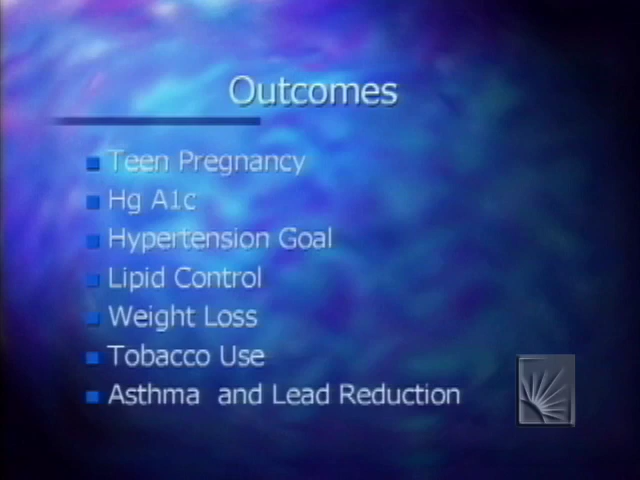 Outcomes
Teen Pregnancy
Hg A1c
Hypertension Goal
Lipid Control
Weight Loss
Tobacco Use
Asthma and Lead Reduction